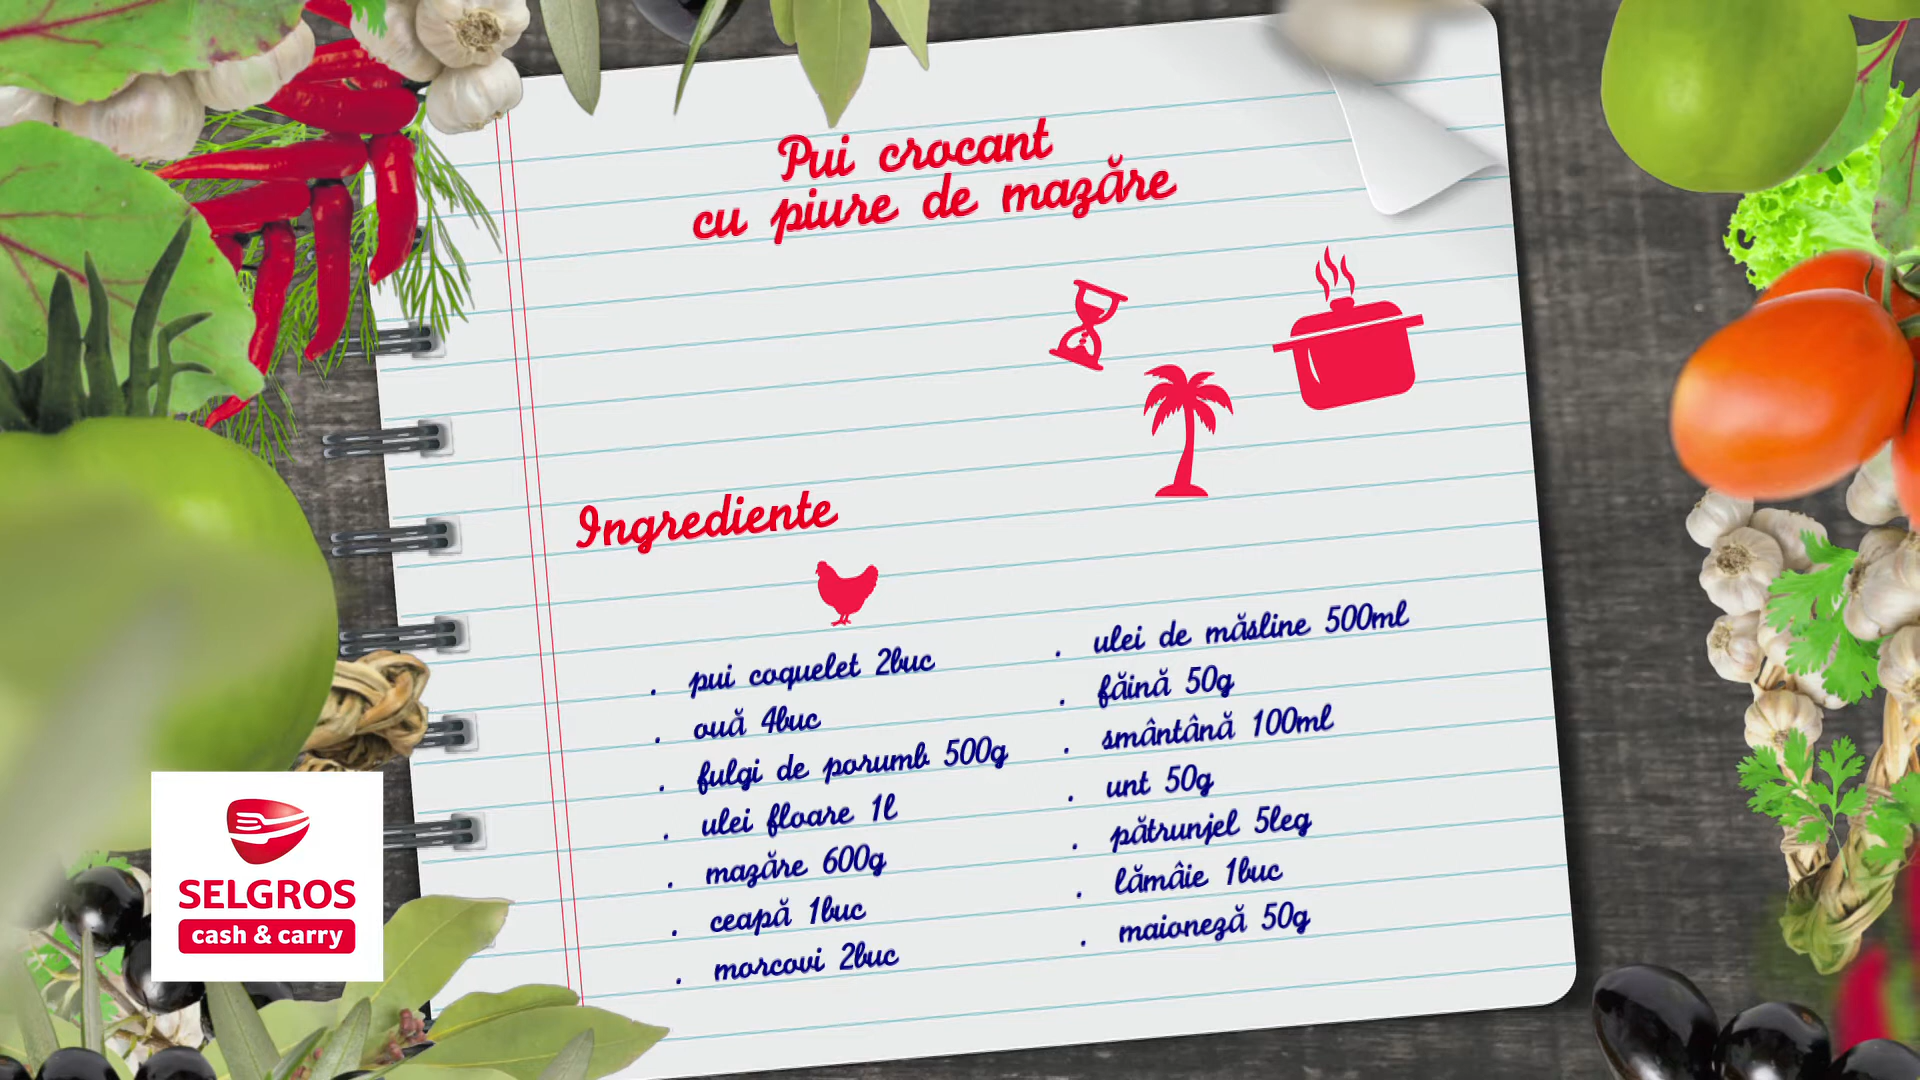 Pui crocant
cu piure de mazăre
Ingrediente
. pui coquelet 2buc
. ouă 4buc
. fulgi de porumb 500g
. ulei floare 1l
. mazăre 600g
. ceapă 1buc
. morcovi 2buc
. ulei de măsline 500ml
. făină 50g
. smântână 100ml
. unt 50g
. pătrunjel 5leg
. lămâie 1buc
. maioneză 50g
SELGROS
cash & carry